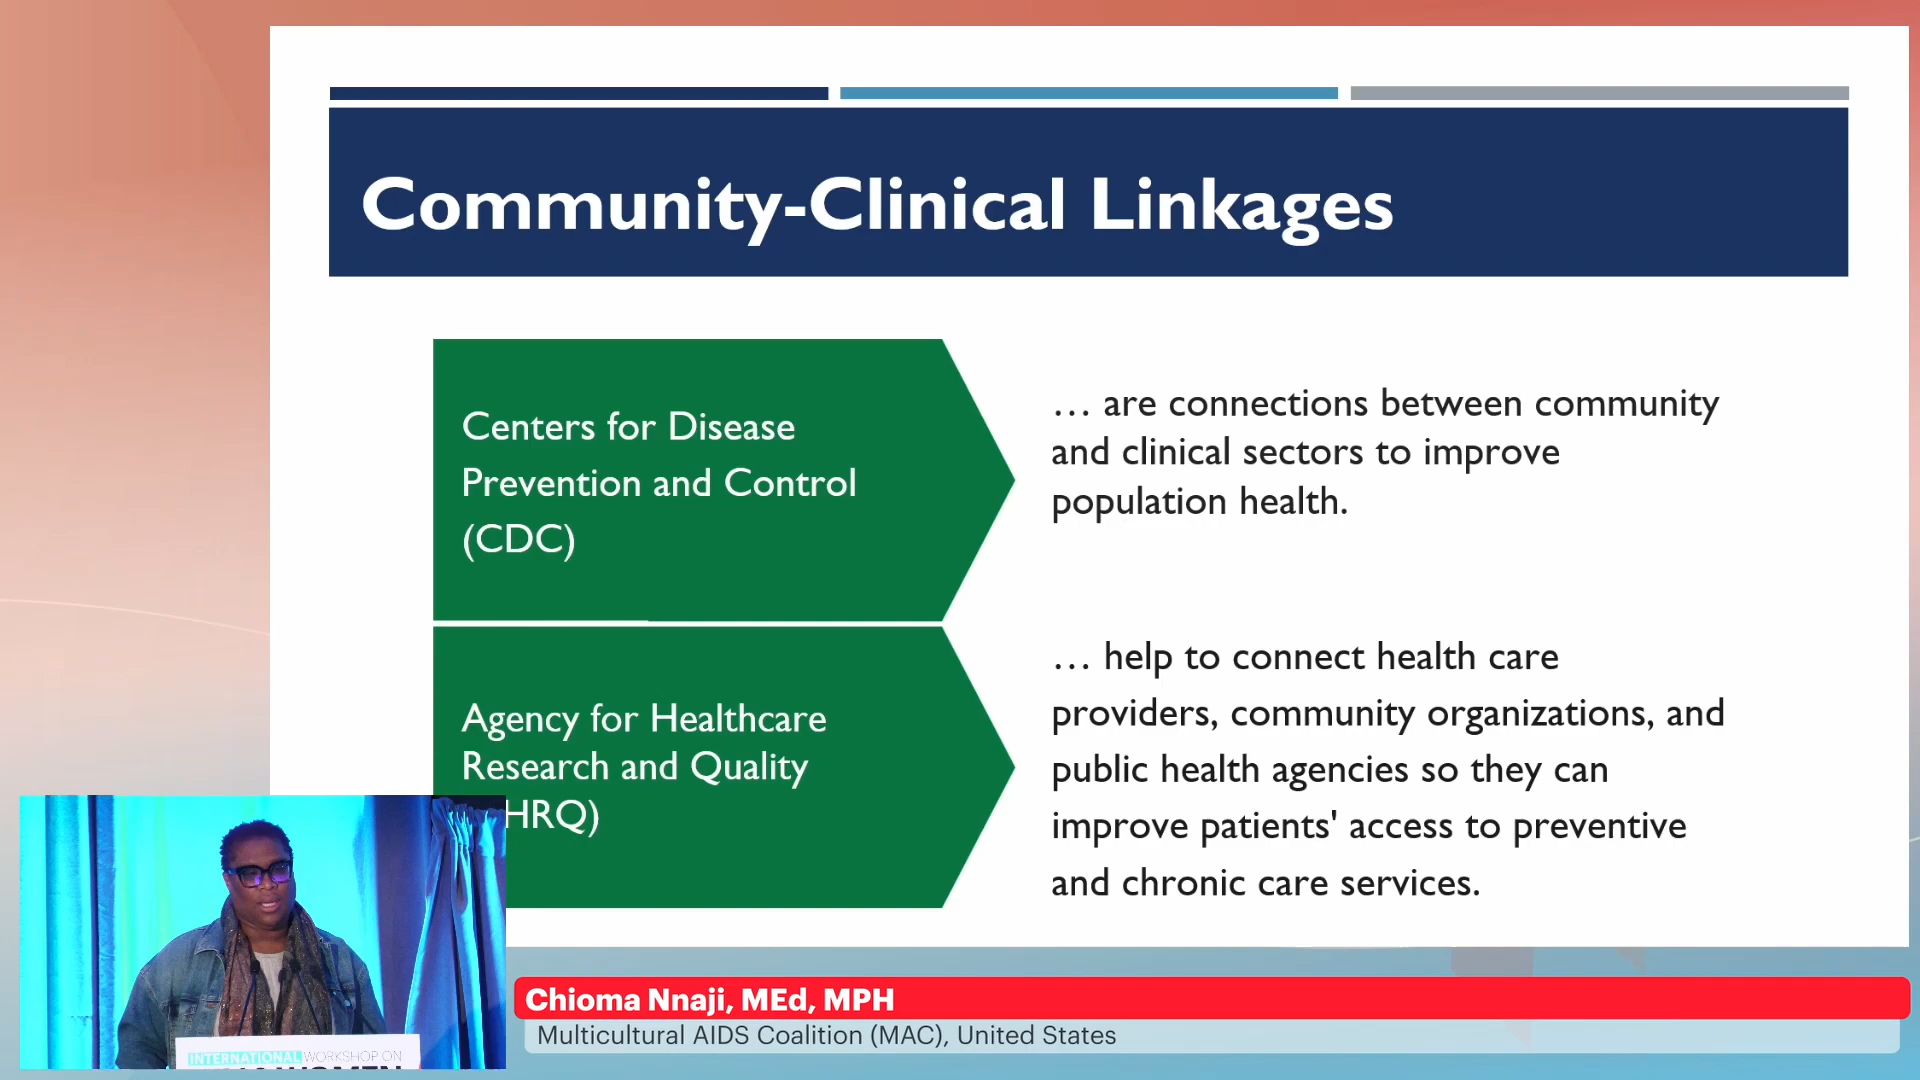 Community-Clinical Linkages
Centers for Disease
Prevention and Control
(CDC)
… are connections between community
and clinical sectors to improve
population health.
Agency for Healthcare
Research and Quality
HRQ)
… help to connect health care
providers, community organizations, and
public health agencies so they can
improve patients' access to preventive
and chronic care services.
Chioma Nnaji, MEd, MPH
Multicultural AIDS Coalition (MAC), United States
INTERNATIONAL WORKSHOP ON
WOMEN